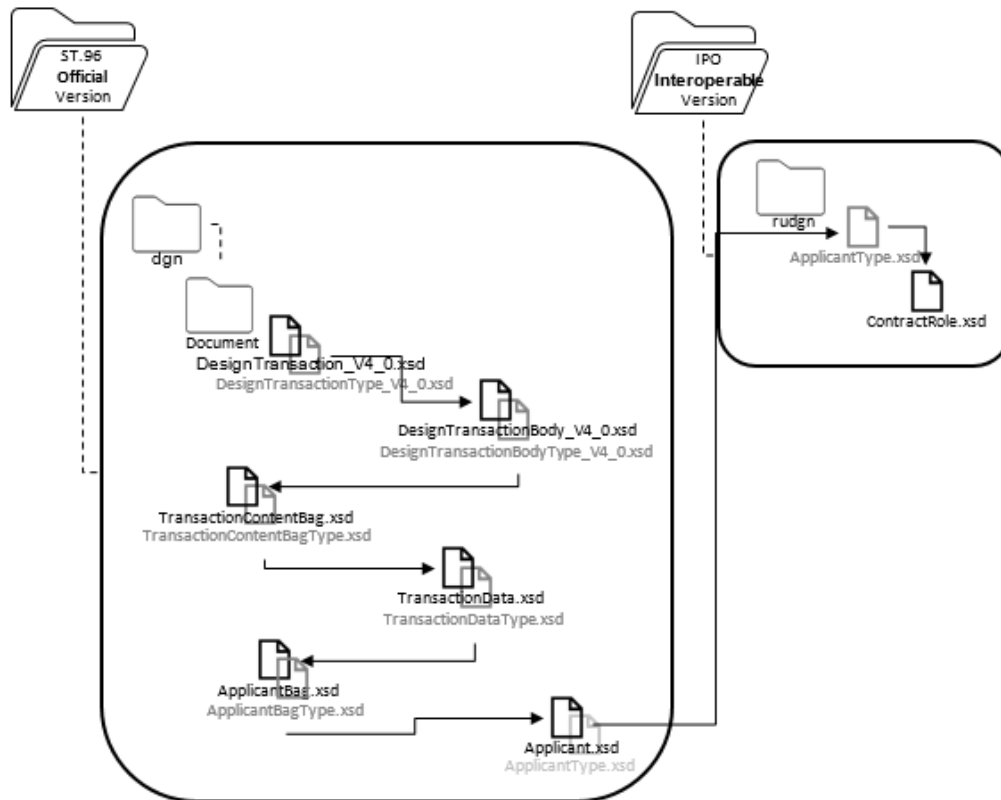 ST.96
Official
Version
IPO
Interoperable
Version
dgn
rudgn
ApplicantType.xsd
ContractRole.xsd
Document
DesignTransaction_V4_0.xsd
DesignTransactionType_V4_0.xsd
DesignTransactionBody_V4_0.xsd
DesignTransactionBodyType_V4_0.xsd
TransactionContentBag.xsd
TransactionContentBagType.xsd
TransactionData.xsd
TransactionDataType.xsd
ApplicantBag.xsd
ApplicantBagType.xsd
Applicant.xsd
ApplicantType.xsd